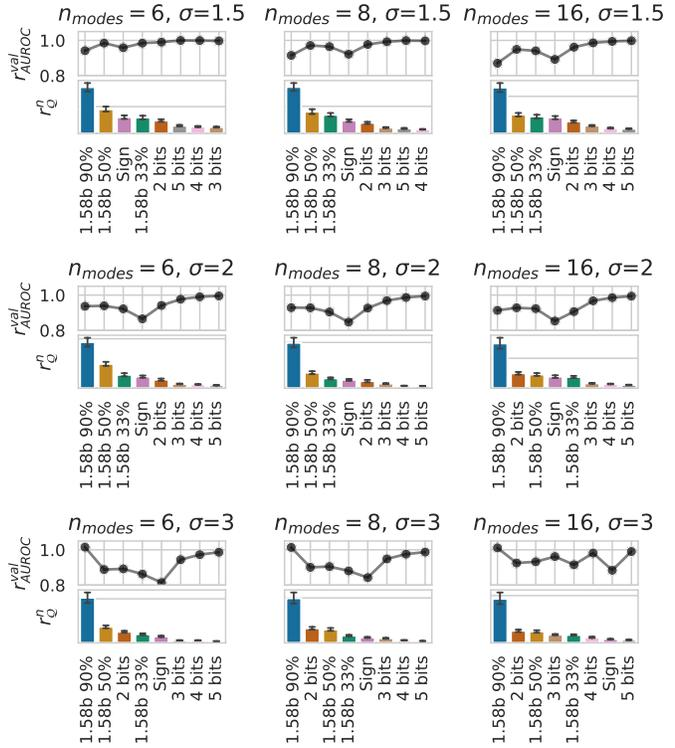 n_modes = 6, σ=1.5
n_modes = 8, σ=1.5
n_modes = 16, σ=1.5
r^val_AUROC
1.0
0.8
r^n_Q
1.58b 90%
1.58b 50%
Sign
1.58b 33%
2 bits
5 bits
4 bits
3 bits
1.58b 90%
1.58b 50%
1.58b 33%
Sign
2 bits
3 bits
5 bits
4 bits
1.58b 90%
1.58b 50%
1.58b 33%
Sign
2 bits
3 bits
4 bits
5 bits
n_modes = 6, σ=2
n_modes = 8, σ=2
n_modes = 16, σ=2
r^val_AUROC
1.0
0.8
r^n_Q
1.58b 90%
1.58b 50%
1.58b 33%
Sign
2 bits
3 bits
4 bits
5 bits
1.58b 90%
1.58b 50%
1.58b 33%
Sign
2 bits
3 bits
4 bits
5 bits
1.58b 90%
2 bits
1.58b 50%
Sign
1.58b 33%
3 bits
4 bits
5 bits
n_modes = 6, σ=3
n_modes = 8, σ=3
n_modes = 16, σ=3
r^val_AUROC
1.0
0.8
r^n_Q
1.58b 90%
1.58b 50%
2 bits
1.58b 33%
Sign
3 bits
4 bits
5 bits
1.58b 90%
2 bits
1.58b 50%
1.58b 33%
Sign
3 bits
4 bits
5 bits
1.58b 90%
2 bits
1.58b 50%
3 bits
1.58b 33%
4 bits
Sign
5 bits